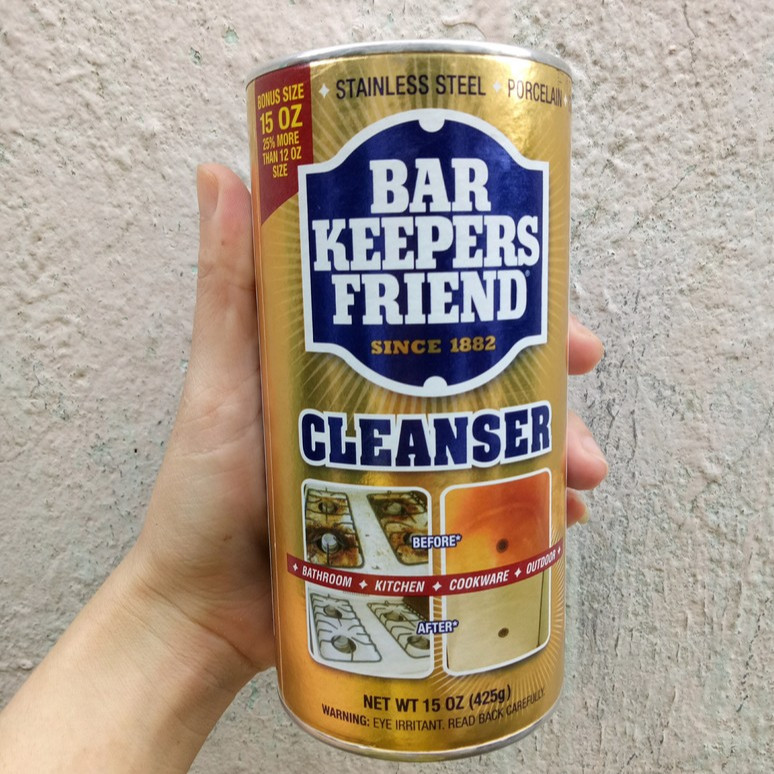 ✦ STAINLESS STEEL ✦ PORCELAIN
BONUS SIZE
15 OZ
25% MORE
THAN 12 OZ
SIZE
BAR
KEEPERS
FRIEND®
SINCE 1882
CLEANSER
BEFORE*
✦ BATHROOM ✦ KITCHEN ✦ COOKWARE ✦ OUTDOOR ✦
AFTER*
NET WT 15 OZ (425g)
WARNING: EYE IRRITANT. READ BACK CAREFULLY.